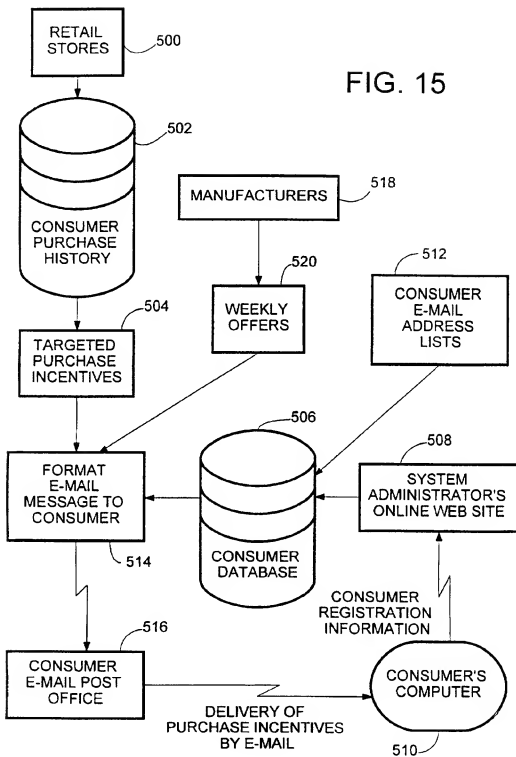 RETAIL
STORES
500
FIG. 15
502
CONSUMER
PURCHASE
HISTORY
MANUFACTURERS
518
520
WEEKLY
OFFERS
512
CONSUMER
E-MAIL
ADDRESS
LISTS
504
TARGETED
PURCHASE
INCENTIVES
506
CONSUMER
DATABASE
508
SYSTEM
ADMINISTRATOR'S
ONLINE WEB SITE
FORMAT
E-MAIL
MESSAGE TO
CONSUMER
514
CONSUMER
REGISTRATION
INFORMATION
516
CONSUMER
E-MAIL POST
OFFICE
DELIVERY OF
PURCHASE INCENTIVES
BY E-MAIL
CONSUMER'S
COMPUTER
510